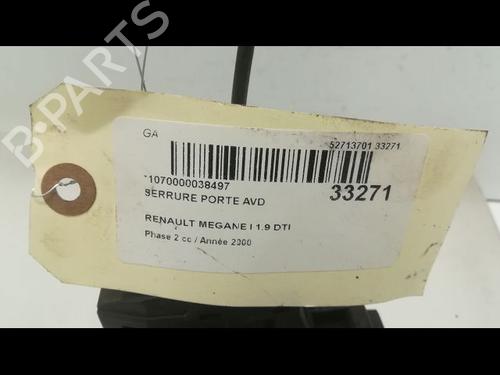 B-PARTS
GA
52713701 33271
1070000038497
33271
SERRURE PORTE AVD
RENAULT MEGANE I 1.9 DTI
Phase 2 cc / Année 2000